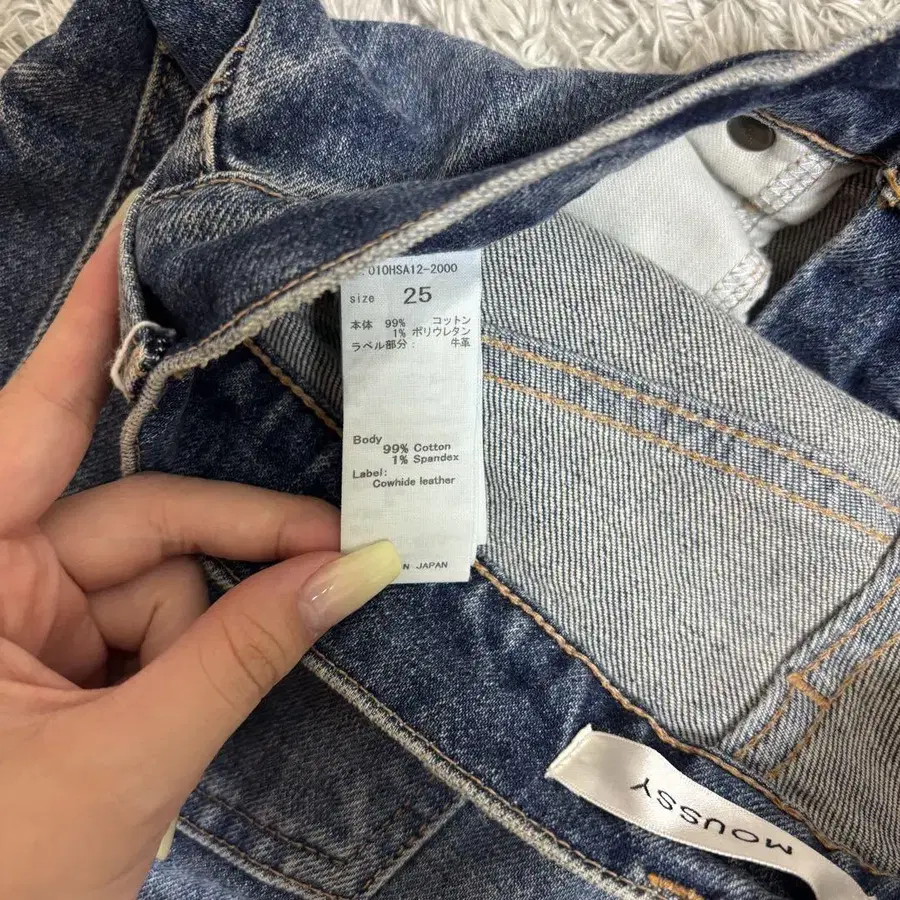 010HSA12-2000
size 25
本体 99% コットン
1% ポリウレタン
ラベル部分: 牛革
Body
99% Cotton
1% Spandex
Label:
Cowhide leather
JAPAN
MOUSSY